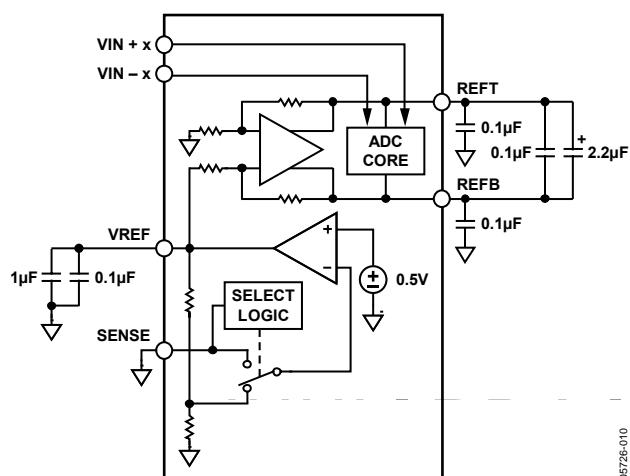 VIN + x
VIN – x
REFT
0.1µF
ADC
CORE
0.1µF
+
2.2µF
REFB
0.1µF
VREF
+
–
0.5V
1µF
0.1µF
SELECT
LOGIC
SENSE
05726-010